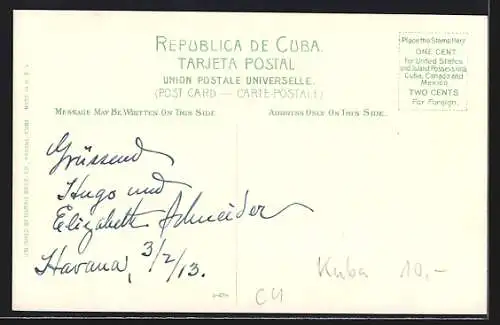 REPUBLICA DE CUBA.
TARJETA POSTAL
UNION POSTALE UNIVERSELLE.
(POST CARD — CARTE-POSTALE)
Place the Stamp Here
ONE CENT
for United States
and Island Possessions
Cuba, Canada and
Mexico.
TWO CENTS
For Foreign.
MESSAGE MAY BE WRITTEN ON THIS SIDE.
ADDRESS ONLY ON THIS SIDE.
Grüssend
Hugo und
Elizabeth Schneider
Havana, 3/2/13.
Kuba 10.-
C4